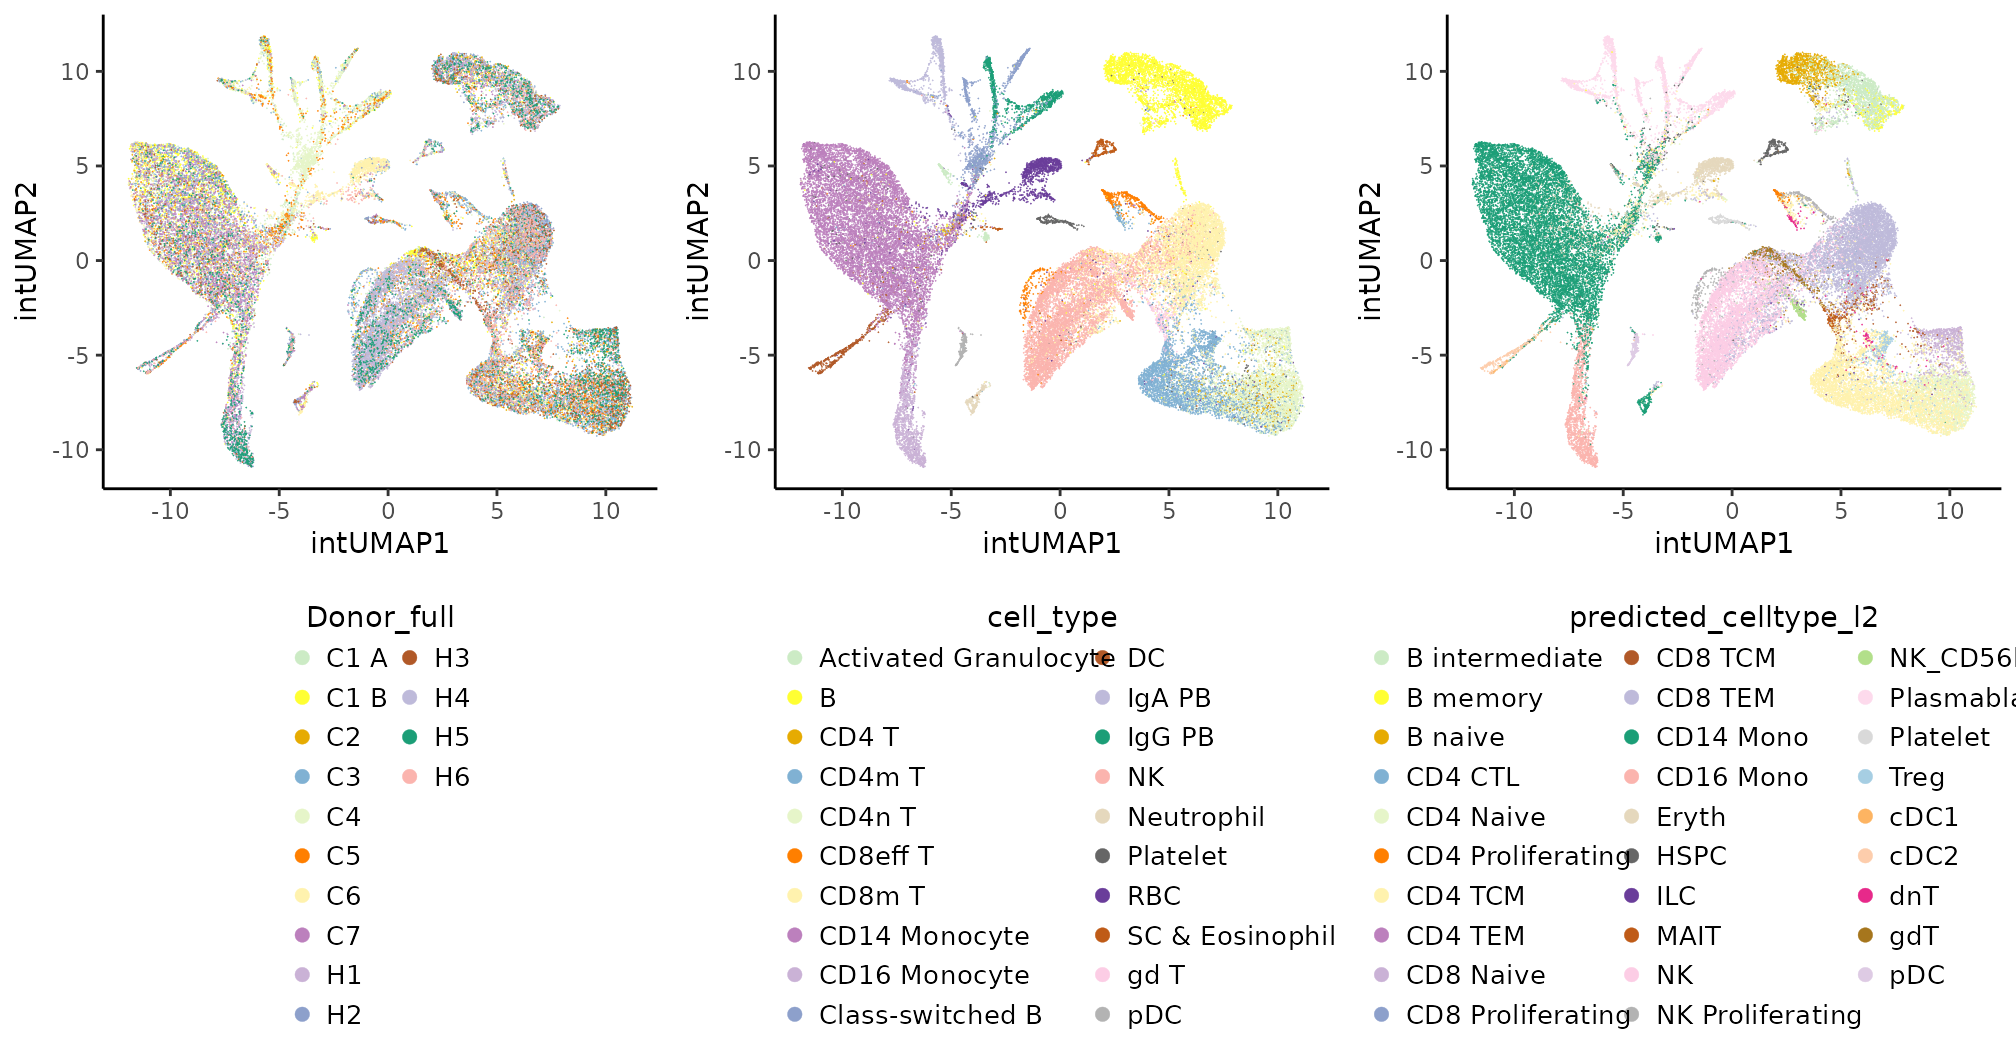 10
5
0
-5
-10
intUMAP2
-10 -5 0 5 10
intUMAP1
10
5
0
-5
-10
intUMAP2
-10 -5 0 5 10
intUMAP1
10
5
0
-5
-10
intUMAP2
-10 -5 0 5 10
intUMAP1
Donor_full
C1 A
C1 B
C2
C3
C4
C5
C6
C7
H1
H2
H3
H4
H5
H6
cell_type
Activated Granulocyte
B
CD4 T
CD4m T
CD4n T
CD8eff T
CD8m T
CD14 Monocyte
CD16 Monocyte
Class-switched B
DC
IgA PB
IgG PB
NK
Neutrophil
Platelet
RBC
SC & Eosinophil
gd T
pDC
predicted_celltype_l2
B intermediate
B memory
B naive
CD4 CTL
CD4 Naive
CD4 Proliferating
CD4 TCM
CD4 TEM
CD8 Naive
CD8 Proliferating
CD8 TCM
CD8 TEM
CD14 Mono
CD16 Mono
Eryth
HSPC
ILC
MAIT
NK
NK Proliferating
NK_CD56
Plasmabla
Platelet
Treg
cDC1
cDC2
dnT
gdT
pDC